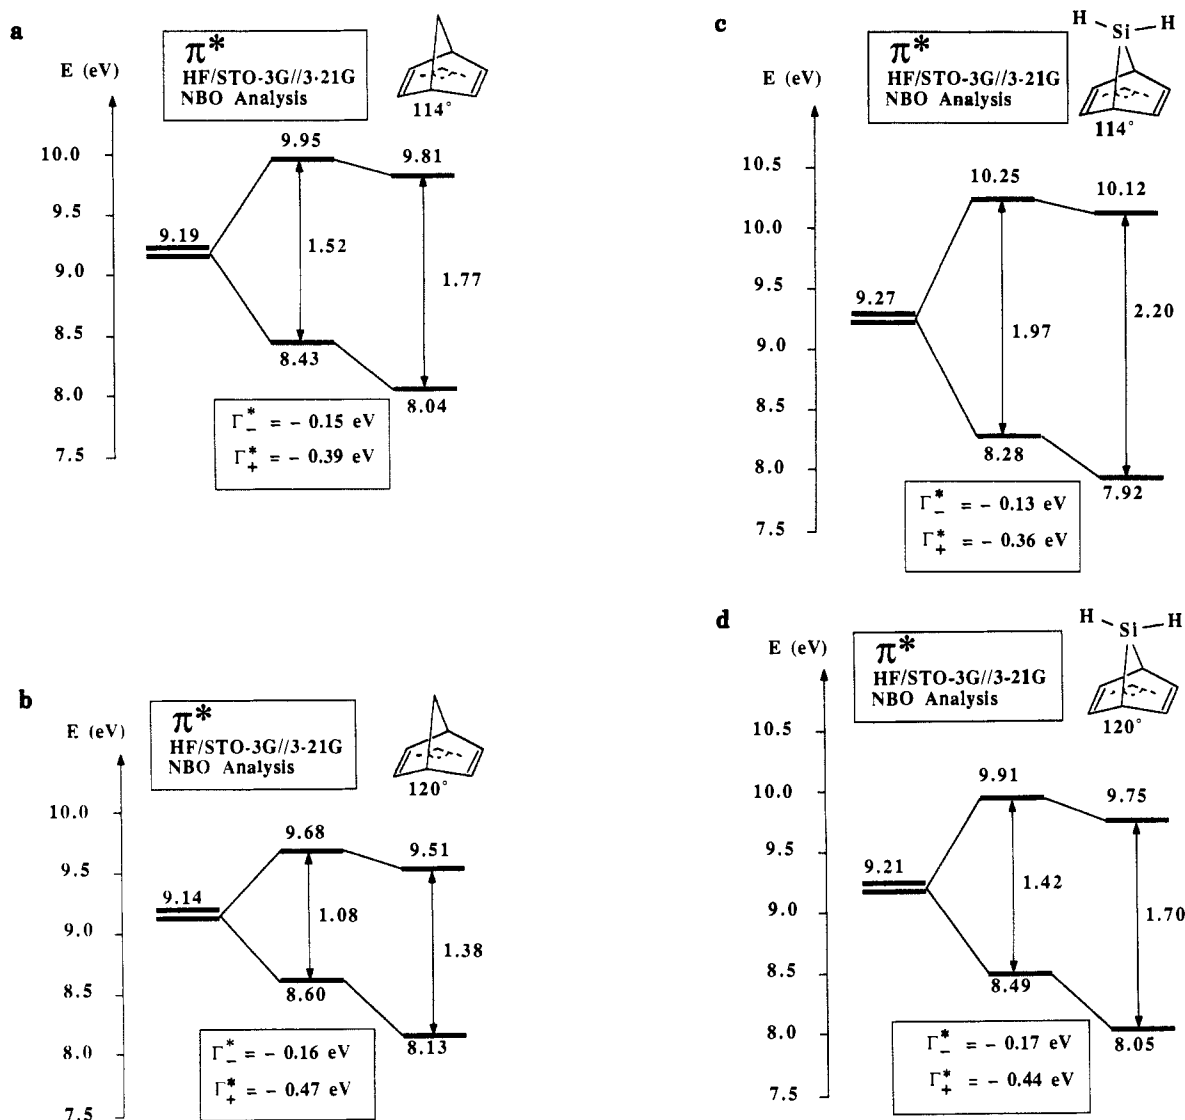 a
E (eV)
π*
HF/STO-3G//3-21G
NBO Analysis
114°
10.0
9.5
9.0
8.5
8.0
7.5
9.19
9.95
9.81
1.52
1.77
8.43
8.04
Γ*− = − 0.15 eV
Γ*+ = − 0.39 eV
b
E (eV)
π*
HF/STO-3G//3-21G
NBO Analysis
120°
10.0
9.5
9.0
8.5
8.0
7.5
9.14
9.68
9.51
1.08
1.38
8.60
8.13
Γ*− = − 0.16 eV
Γ*+ = − 0.47 eV
c
E (eV)
π*
HF/STO-3G//3-21G
NBO Analysis
H Si H
114°
10.5
10.0
9.5
9.0
8.5
8.0
7.5
9.27
10.25
10.12
1.97
2.20
8.28
7.92
Γ*− = − 0.13 eV
Γ*+ = − 0.36 eV
d
E (eV)
π*
HF/STO-3G//3-21G
NBO Analysis
H Si H
120°
10.5
10.0
9.5
9.0
8.5
8.0
7.5
9.21
9.91
9.75
1.42
1.70
8.49
8.05
Γ*− = − 0.17 eV
Γ*+ = − 0.44 eV